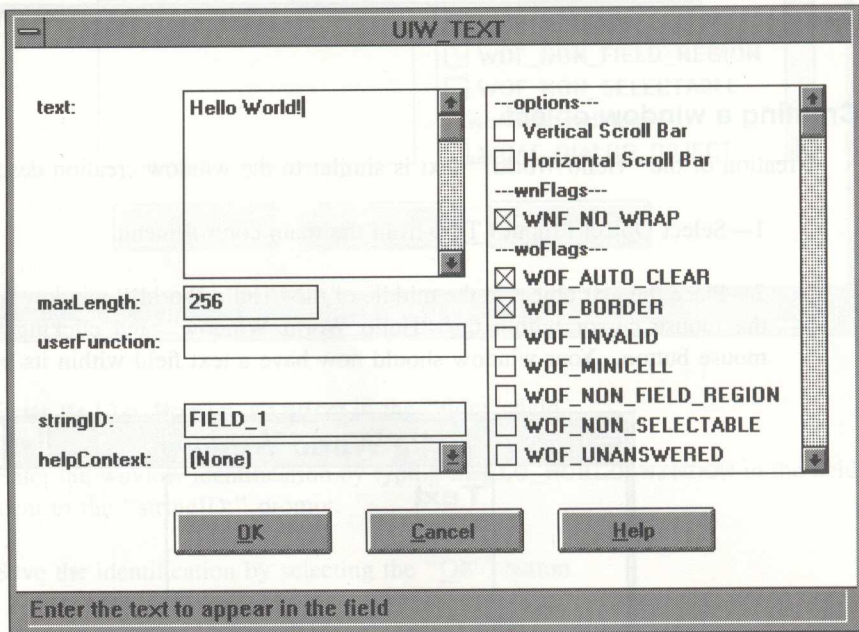 UIW_TEXT
text:
Hello World!
maxLength:
256
userFunction:
stringID:
FIELD_1
helpContext:
(None)
---options---
Vertical Scroll Bar
Horizontal Scroll Bar
---wnFlags---
WNF_NO_WRAP
---woFlags---
WOF_AUTO_CLEAR
WOF_BORDER
WOF_INVALID
WOF_MINICELL
WOF_NON_FIELD_REGION
WOF_NON_SELECTABLE
WOF_UNANSWERED
OK
Cancel
Help
Enter the text to appear in the field